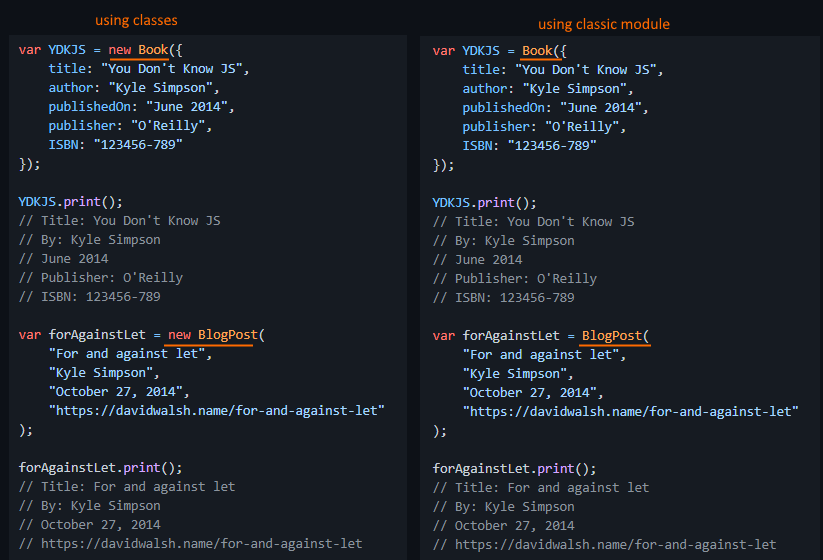 using classes
var YDKJS = new Book({
    title: "You Don't Know JS",
    author: "Kyle Simpson",
    publishedOn: "June 2014",
    publisher: "O'Reilly",
    ISBN: "123456-789"
});
YDKJS.print();
// Title: You Don't Know JS
// By: Kyle Simpson
// June 2014
// Publisher: O'Reilly
// ISBN: 123456-789
var forAgainstLet = new BlogPost(
    "For and against let",
    "Kyle Simpson",
    "October 27, 2014",
    "https://davidwalsh.name/for-and-against-let"
);
forAgainstLet.print();
// Title: For and against let
// By: Kyle Simpson
// October 27, 2014
// https://davidwalsh.name/for-and-against-let
using classic module
var YDKJS = Book({
    title: "You Don't Know JS",
    author: "Kyle Simpson",
    publishedOn: "June 2014",
    publisher: "O'Reilly",
    ISBN: "123456-789"
});
YDKJS.print();
// Title: You Don't Know JS
// By: Kyle Simpson
// June 2014
// Publisher: O'Reilly
// ISBN: 123456-789
var forAgainstLet = BlogPost(
    "For and against let",
    "Kyle Simpson",
    "October 27, 2014",
    "https://davidwalsh.name/for-and-against-let"
);
forAgainstLet.print();
// Title: For and against let
// By: Kyle Simpson
// October 27, 2014
// https://davidwalsh.name/for-and-against-let